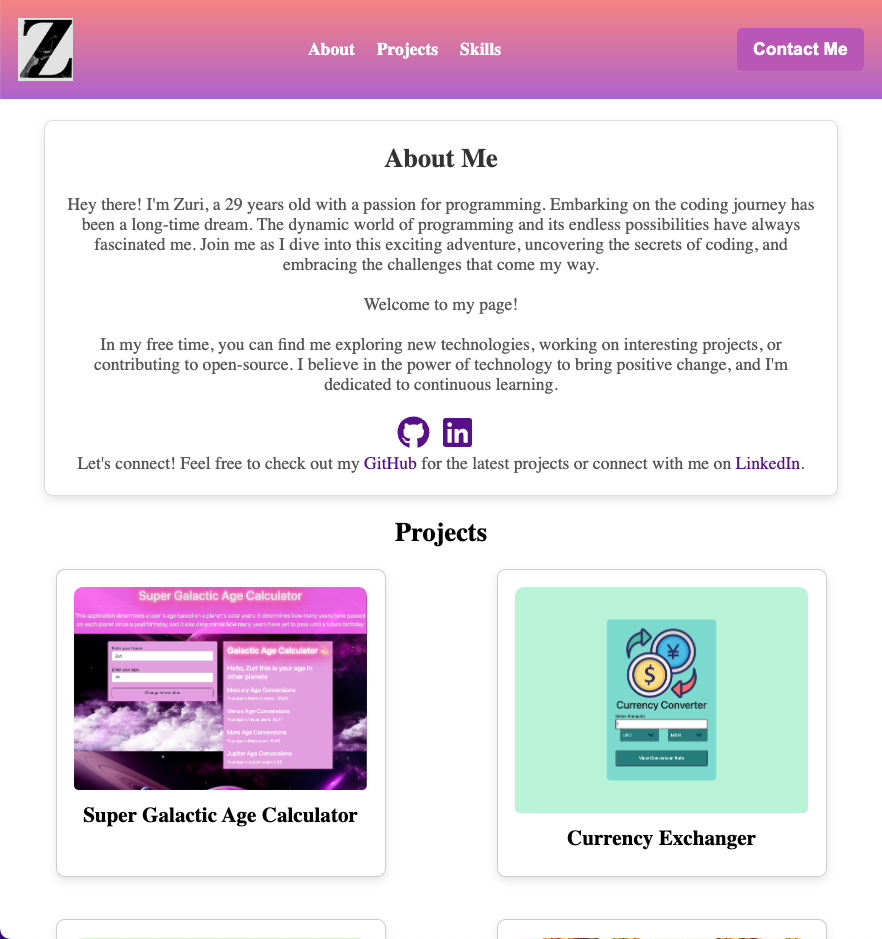 Z
About Projects Skills
Contact Me
About Me
Hey there! I'm Zuri, a 29 years old with a passion for programming. Embarking on the coding journey has
been a long-time dream. The dynamic world of programming and its endless possibilities have always
fascinated me. Join me as I dive into this exciting adventure, uncovering the secrets of coding, and
embracing the challenges that come my way.
Welcome to my page!
In my free time, you can find me exploring new technologies, working on interesting projects, or
contributing to open-source. I believe in the power of technology to bring positive change, and I'm
dedicated to continuous learning.
in
Let's connect! Feel free to check out my GitHub for the latest projects or connect with me on LinkedIn.
Projects
Super Galactic Age Calculator
This application determines a user's age based on a planet's solar years. It determines how many years have passed
on each planet since a past birthday, and it also determines how many years have yet to pass until a future birthday.
Enter your Name:
Zuri
Enter your age:
Change Information
Galactic Age Calculator
Hello, Zuri this is your age in
other planets
Mercury Age Conversions
Venus Age Conversions
Mars Age Conversions
Jupiter Age Conversions
Super Galactic Age Calculator
¥
$
Currency Converter
Enter Amount:
USD
MXN
View Conversion Rate
Currency Exchanger